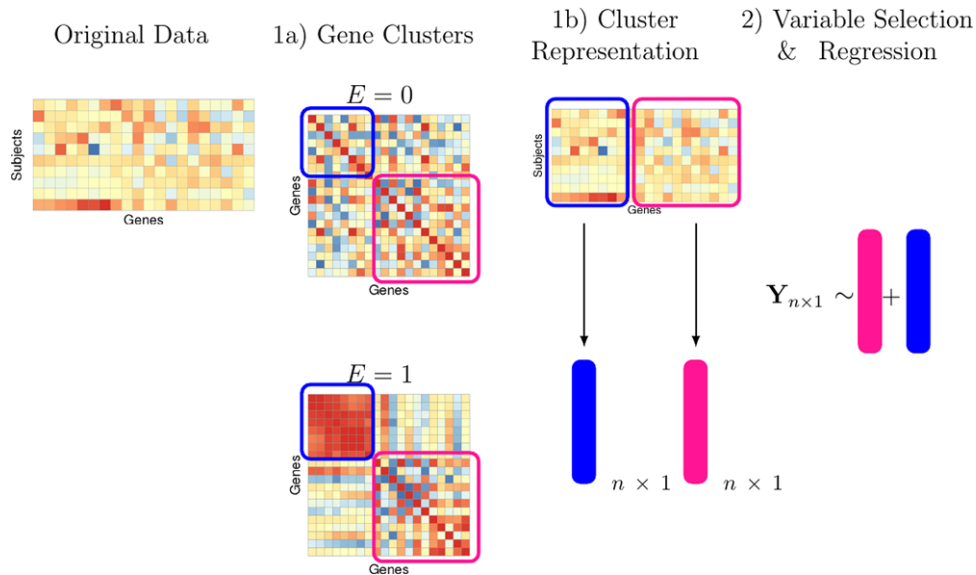 Original Data
1a) Gene Clusters
1b) Cluster
Representation
2) Variable Selection
& Regression
Subjects
Genes
E = 0
Genes
Genes
E = 1
Genes
Genes
Subjects
Genes
n × 1
n × 1
Yn×1 ∼ +